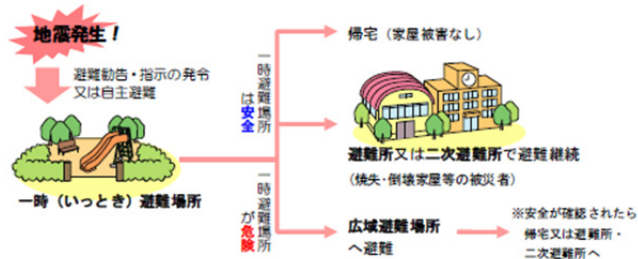 地震発生！
避難勧告・指示の発令
又は自主避難
一時（いっとき）避難場所
一時避難場所
は安全
一時避難場所
が危険
帰宅（家屋被害なし）
避難所又は二次避難所で避難継続
（焼失・倒壊家屋等の被災者）
広域避難場所
へ避難
※安全が確認されたら
帰宅又は避難所・
二次避難所へ